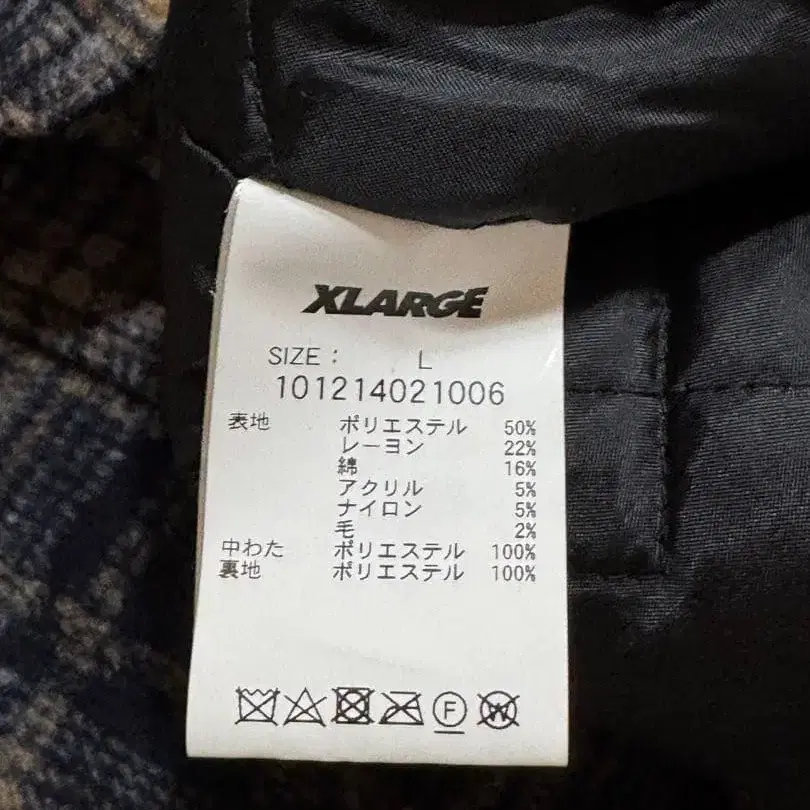 XLARGE
SIZE : L
101214021006
表地 ポリエステル 50%
レーヨン 22%
綿 16%
アクリル 5%
ナイロン 5%
毛 2%
中わた ポリエステル 100%
裏地 ポリエステル 100%
F W